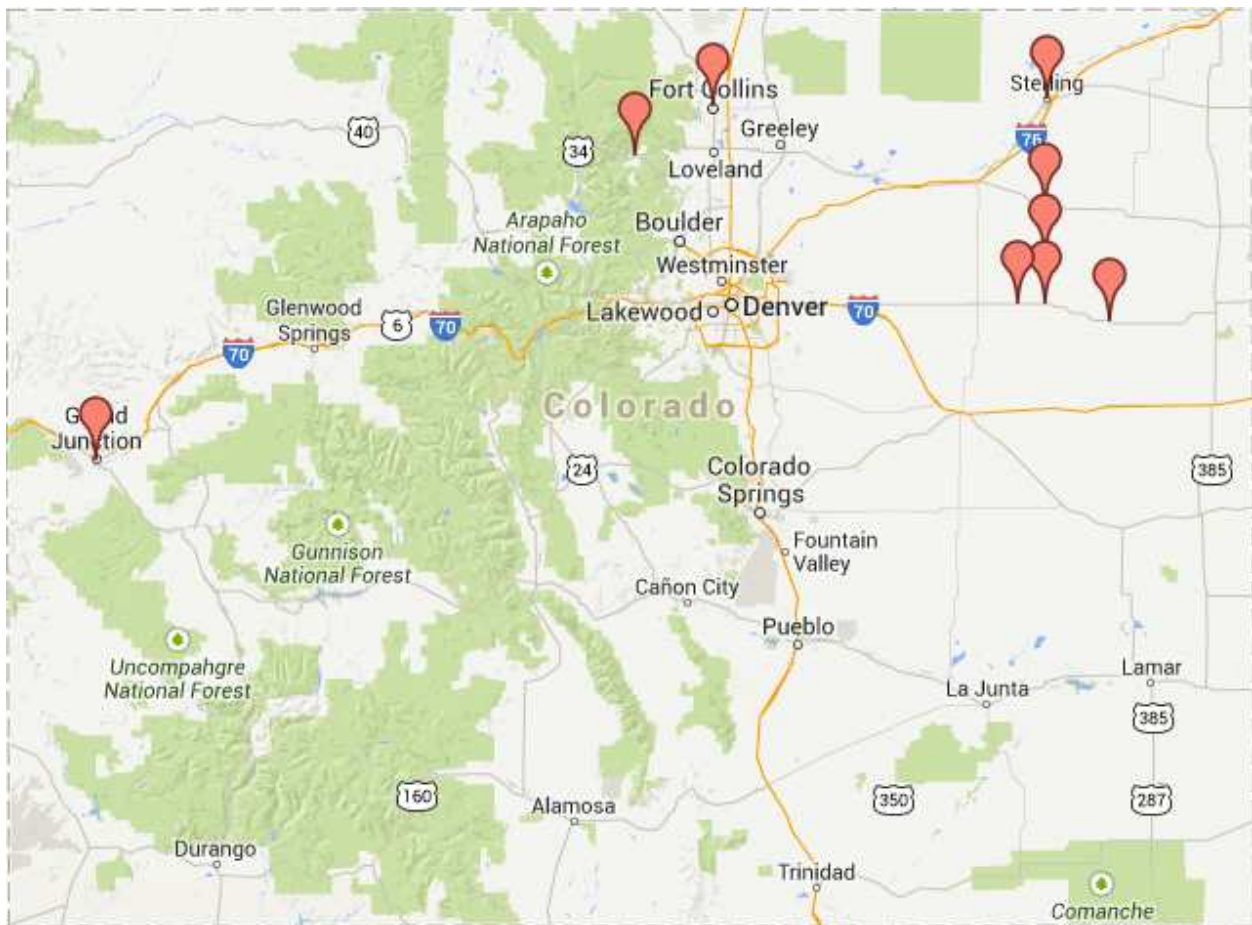 Fort Collins
Sterling
40
34
Greeley
76
Loveland
Boulder
Arapaho
National Forest
Westminster
Glenwood
Springs
6
70
Lakewood
Denver
70
70
Colorado
Grand
Junction
24
Colorado
Springs
385
Gunnison
National Forest
Fountain
Valley
Cañon City
Pueblo
Uncompahgre
National Forest
Lamar
La Junta
385
160
Alamosa
350
287
Durango
Trinidad
Comanche